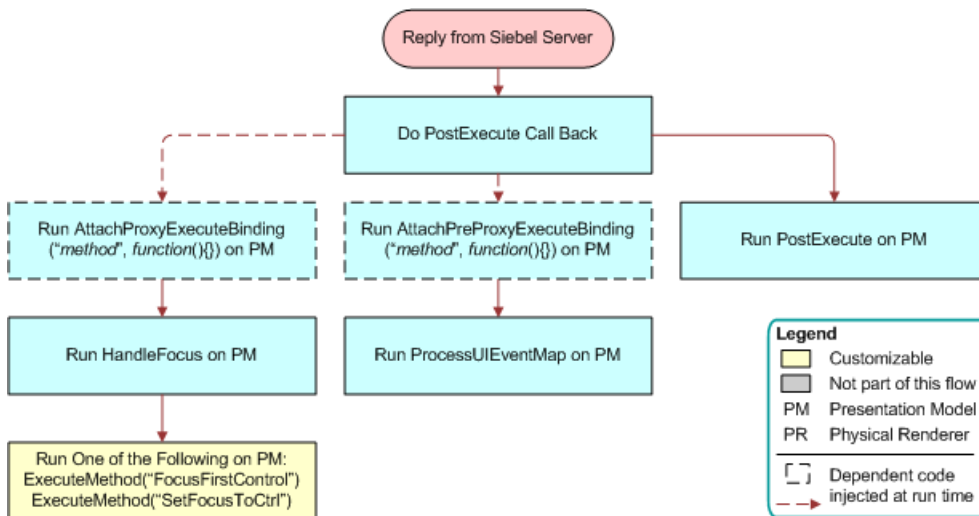 Reply from Siebel Server
Do PostExecute Call Back
Run AttachProxyExecuteBinding
(“method”, function(){}) on PM
Run AttachPreProxyExecuteBinding
(“method”, function(){}) on PM
Run PostExecute on PM
Run HandleFocus on PM
Run ProcessUIEventMap on PM
Run One of the Following on PM:
ExecuteMethod(“FocusFirstControl”)
ExecuteMethod(“SetFocusToCtrl”)
Legend
Customizable
Not part of this flow
PM Presentation Model
PR Physical Renderer
Dependent code
injected at run time